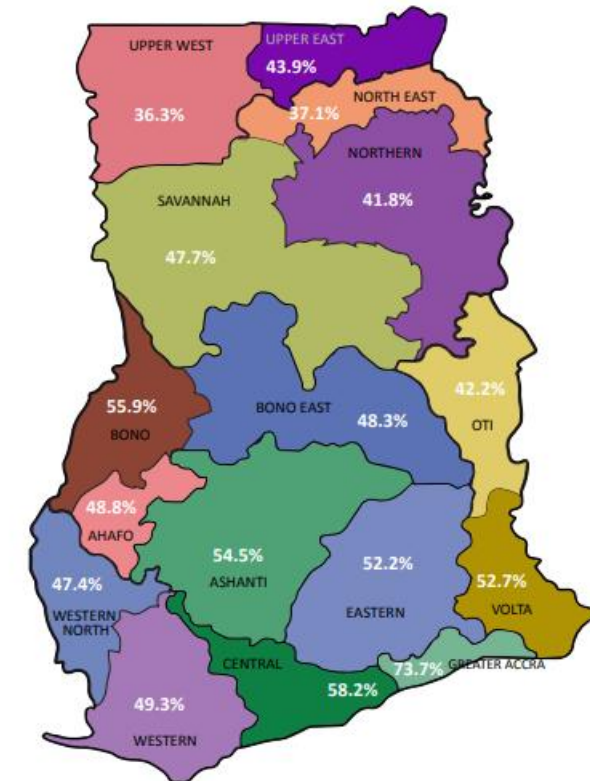 UPPER WEST
36.3%
UPPER EAST
43.9%
NORTH EAST
37.1%
NORTHERN
41.8%
SAVANNAH
47.7%
55.9%
BONO
BONO EAST
48.3%
42.2%
OTI
48.8%
AHAFO
54.5%
ASHANTI
52.2%
EASTERN
52.7%
VOLTA
47.4%
WESTERN
NORTH
CENTRAL
58.2%
73.7%
GREATER ACCRA
49.3%
WESTERN